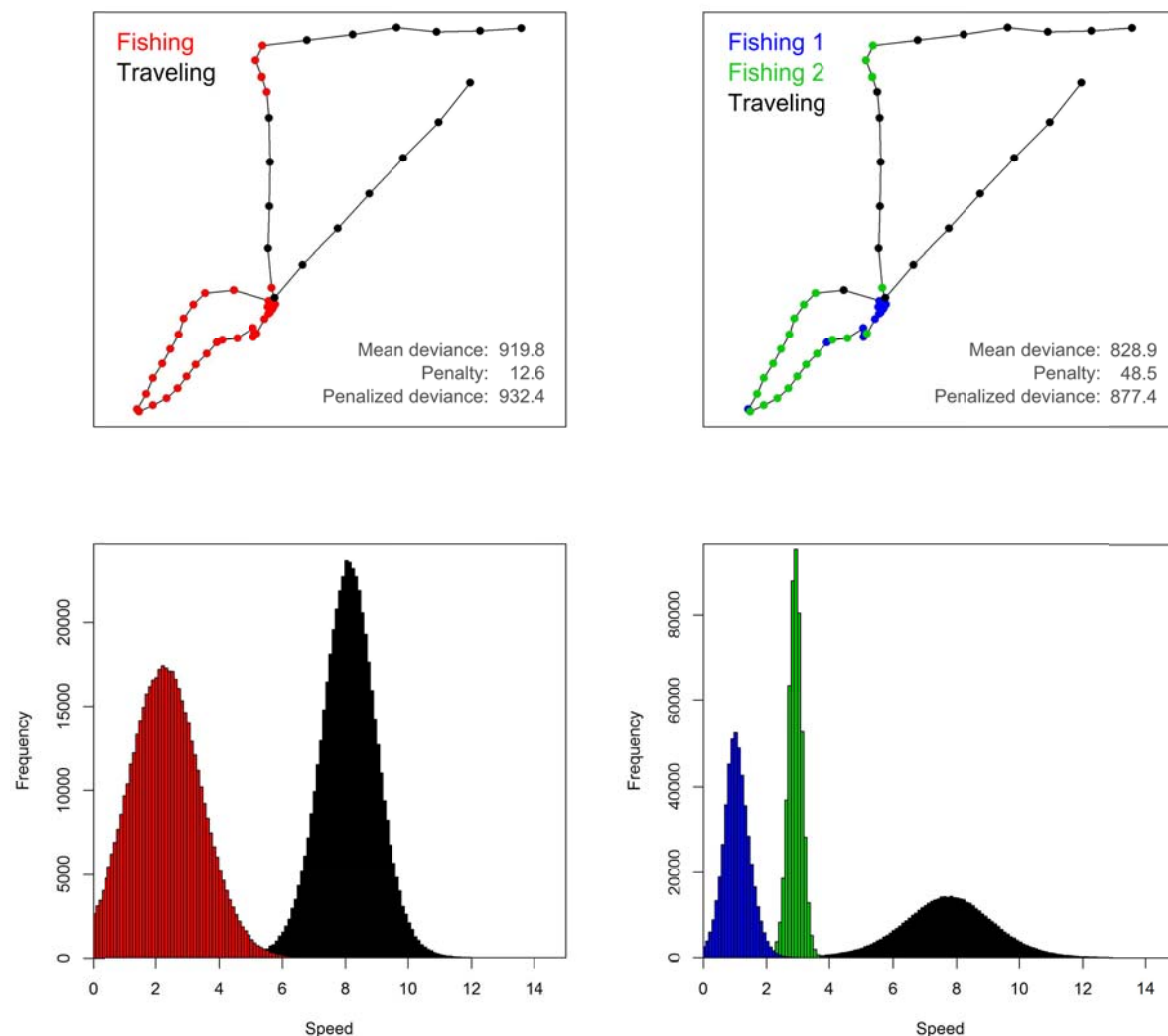 Fishing
Traveling
Mean deviance: 919.8
Penalty: 12.6
Penalized deviance: 932.4
Fishing 1
Fishing 2
Traveling
Mean deviance: 828.9
Penalty: 48.5
Penalized deviance: 877.4
Frequency
0 5000 10000 15000 20000
0 2 4 6 8 10 12 14
Speed
Frequency
0 20000 40000 60000 80000
0 2 4 6 8 10 12 14
Speed